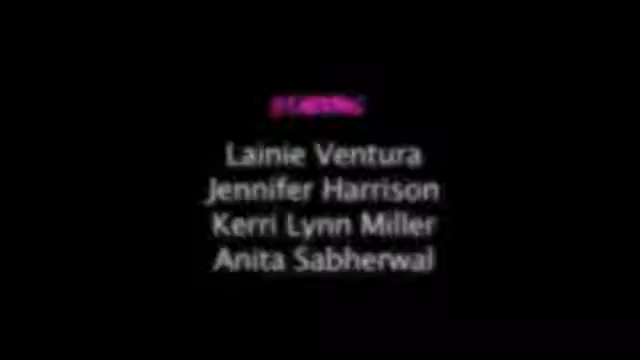 Lainie Ventura
Jennifer Harrison
Kerri Lynn Miller
Anita Sabherwal